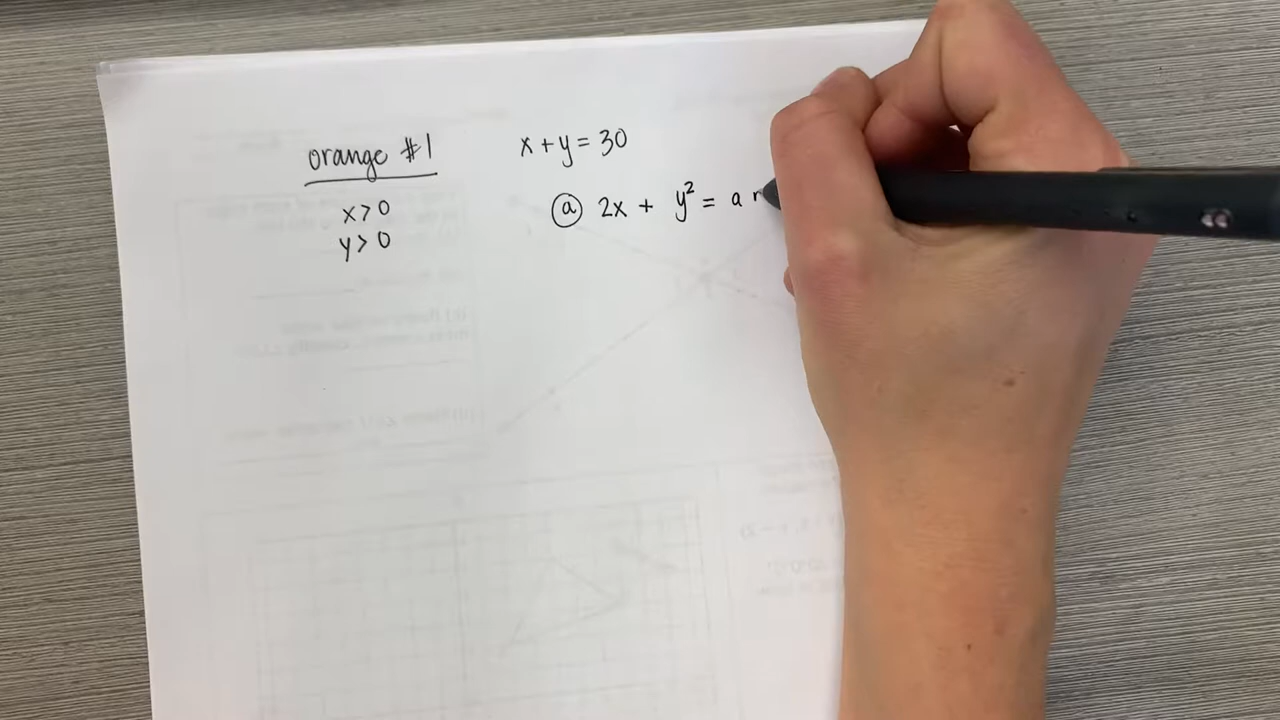 orange #1
x > 0
y > 0
x + y = 30
ⓐ 2x + y² = a